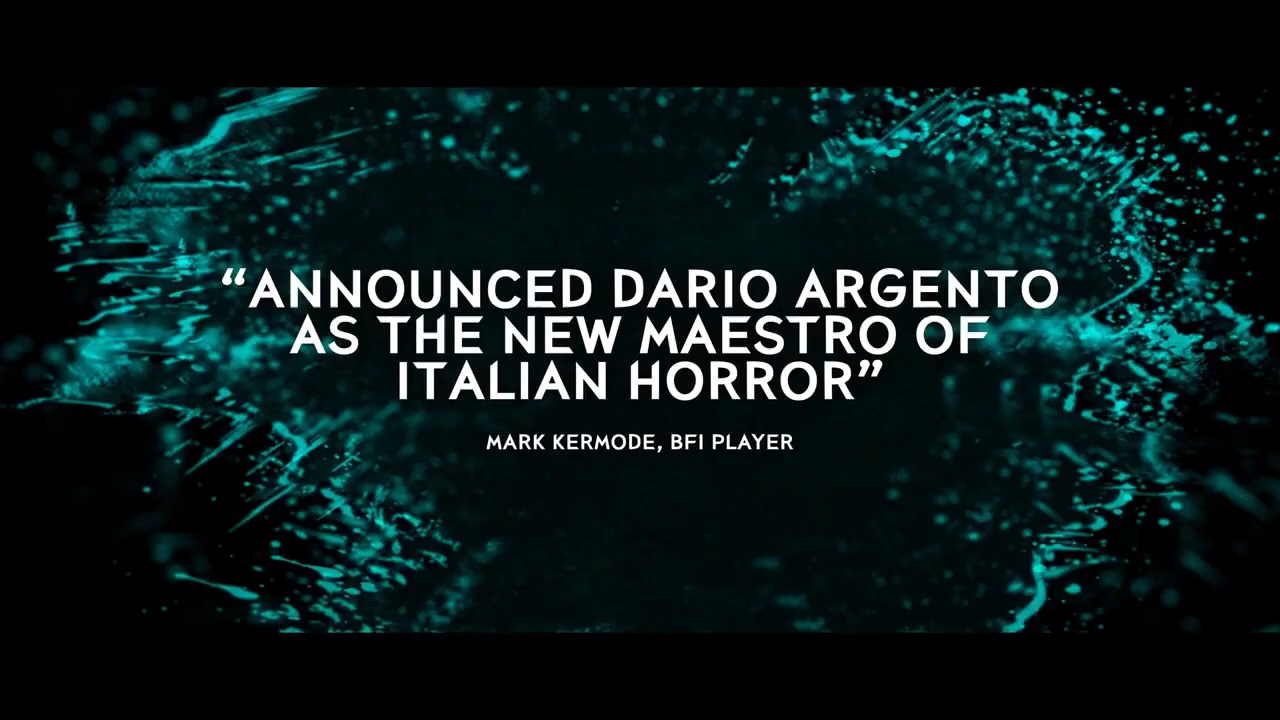 “ANNOUNCED DARIO ARGENTO
AS THE NEW MAESTRO OF
ITALIAN HORROR”
MARK KERMODE, BFI PLAYER